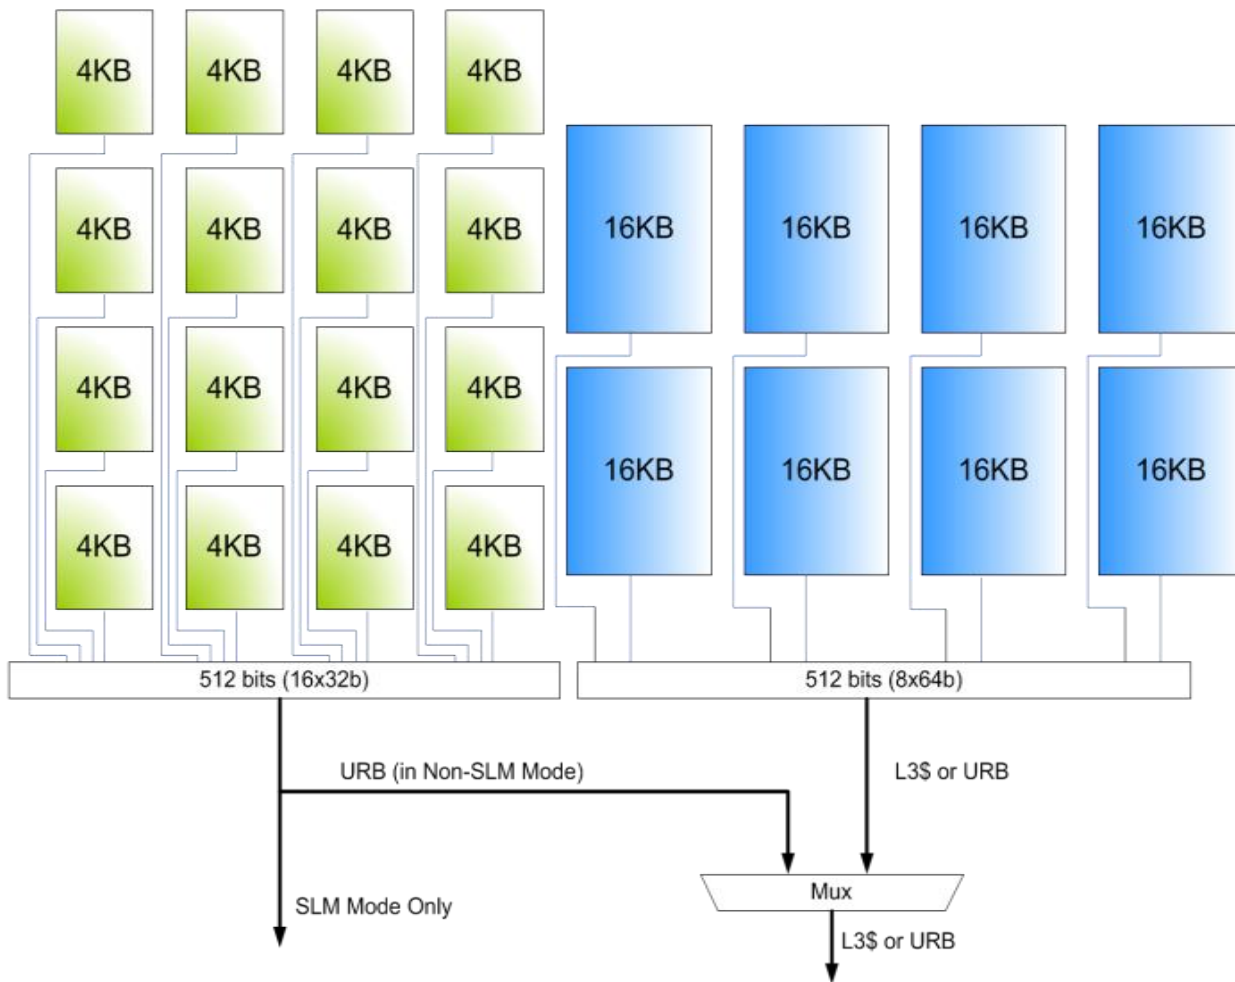 4KB 4KB 4KB 4KB
16KB 16KB 16KB 16KB
4KB 4KB 4KB 4KB
4KB 4KB 4KB 4KB
16KB 16KB 16KB 16KB
4KB 4KB 4KB 4KB
512 bits (16x32b)
512 bits (8x64b)
URB (in Non-SLM Mode)
L3$ or URB
Mux
SLM Mode Only
L3$ or URB